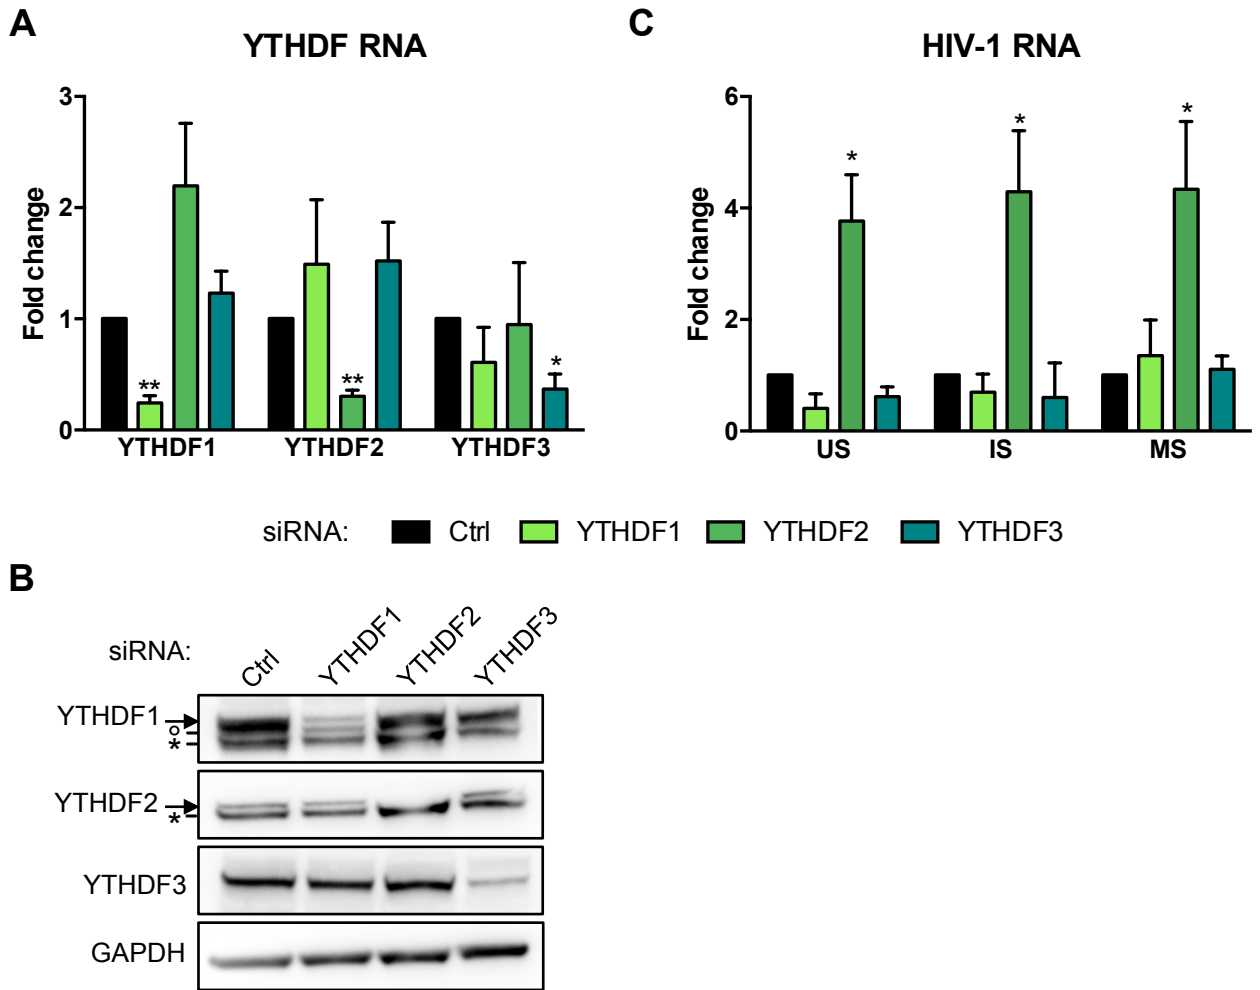 A
YTHDF RNA
Fold change
3
2
1
0
**
**
*
YTHDF1 YTHDF2 YTHDF3
C
HIV-1 RNA
Fold change
6
4
2
0
*
*
*
US IS MS
siRNA: Ctrl YTHDF1 YTHDF2 YTHDF3
B
siRNA: Ctrl YTHDF1 YTHDF2 YTHDF3
YTHDF1
°
*
YTHDF2
*
YTHDF3
GAPDH